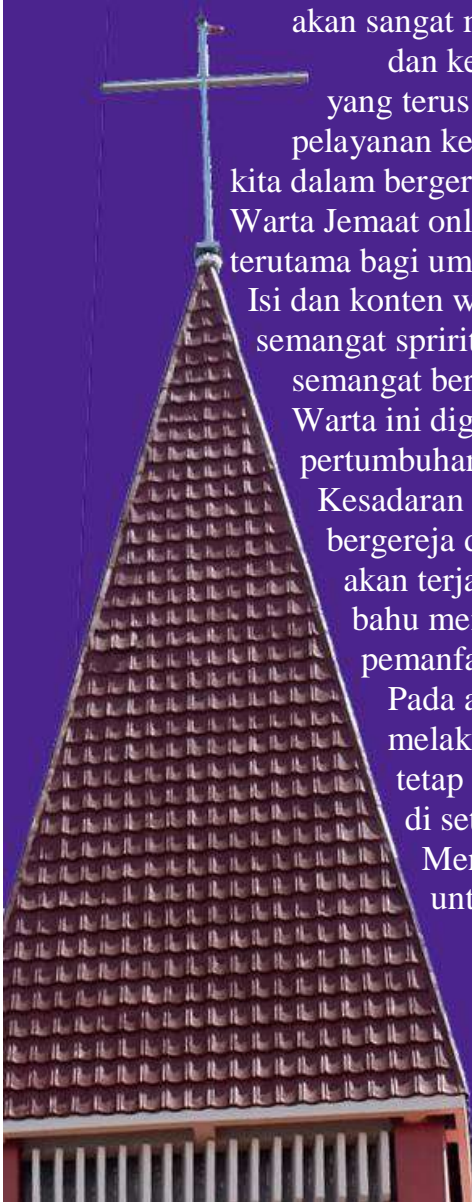 akan sangat
dan ke
yang terus
pelayanan ke
kita dalam berger
Warta Jemaat onl
terutama bagi um
Isi dan konten w
semangat spririt
semangat ber
Warta ini dig
pertumbuhan
Kesadaran
bergereja d
akan terja
bahu me
pemanfa
Pada a
melak
tetap
di set
Me
unt